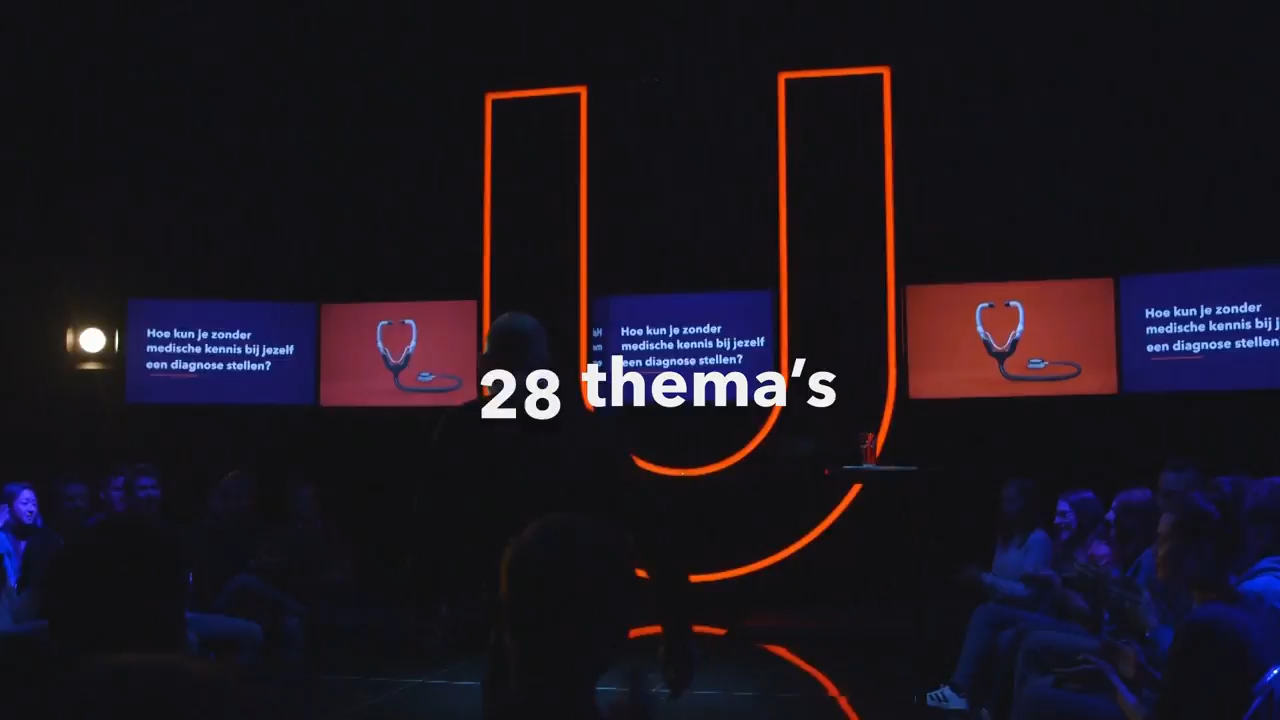 Hoe kun je zonder
medische kennis bij jezelf
een diagnose stellen?
Hoe kun je zonder
medische kennis bij jezelf
een diagnose stellen?
Hoe kun je zonder
medische kennis bij j
een diagnose stellen
28 thema's